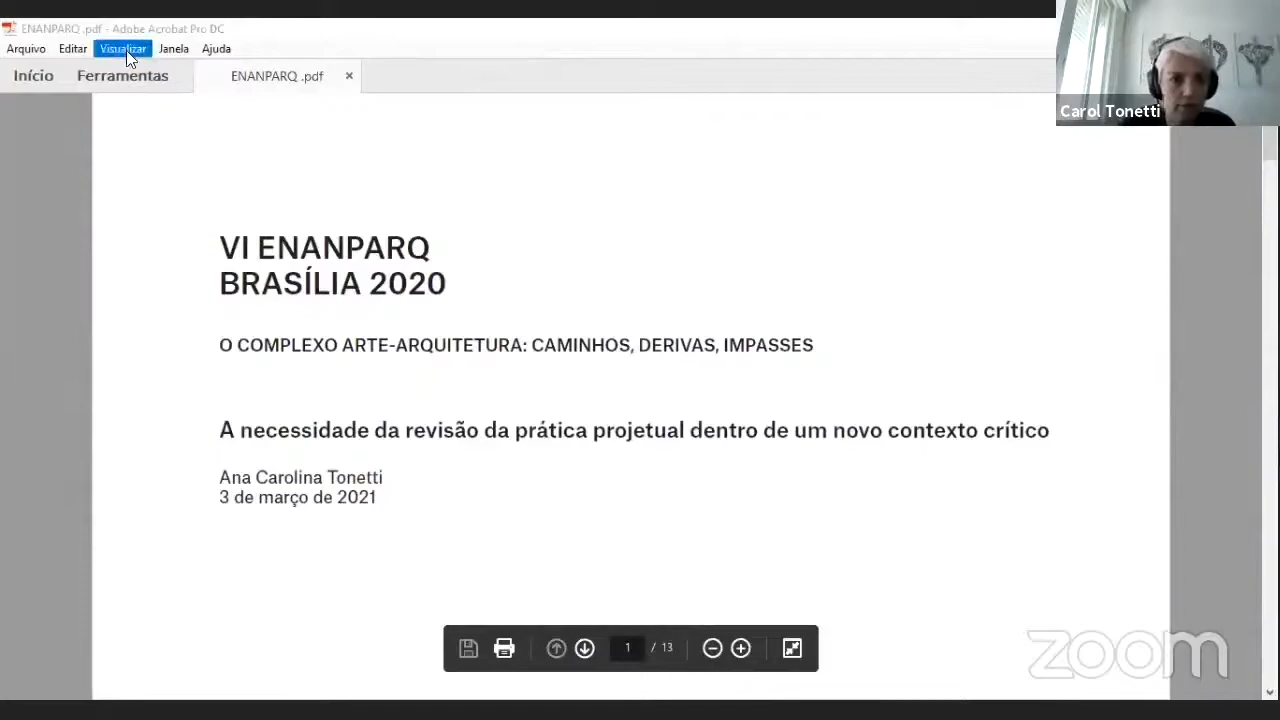 ENANPARQ .pdf - Adobe Acrobat Pro DC
Arquivo Editar Visualizar Janela Ajuda
Início Ferramentas ENANPARQ .pdf ×
Carol Tonetti
VI ENANPARQ
BRASÍLIA 2020
O COMPLEXO ARTE-ARQUITETURA: CAMINHOS, DERIVAS, IMPASSES
A necessidade da revisão da prática projetual dentro de um novo contexto crítico
Ana Carolina Tonetti
3 de março de 2021
1 / 13
zoom